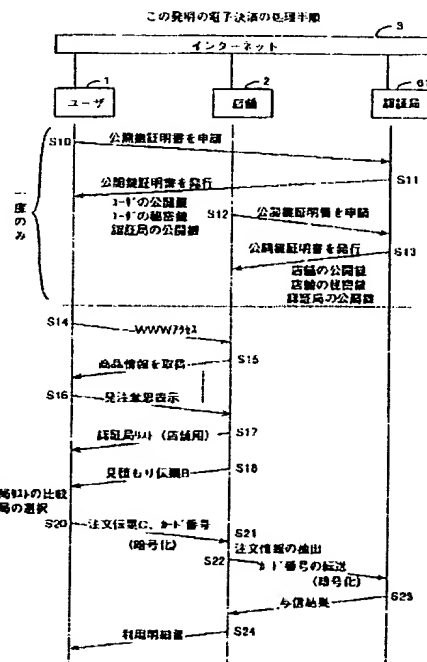 この発明の電子決済の処理手順
3
インターネット
1
ユーザ
2
店舗
61
認証局
S10
公開鍵証明書を申請
公開鍵証明書を発行
S11
ユーザの公開鍵
ユーザの秘密鍵
認証局の公開鍵
S12
公開鍵証明書を申請
公開鍵証明書を発行
S13
店舗の公開鍵
店舗の秘密鍵
認証局の公開鍵
一度のみ
S14
WWWアクセス
S15
商品情報を取得
S16
発注意思表示
S17
認証局リスト（店舗用）
S18
見積もり伝票B
局リストの比較
局の選択
S20
注文伝票C、カード番号
(暗号化)
S21
注文情報の抽出
S22
カード番号の転送
(暗号化)
S23
与信結果
S24
利用明細書